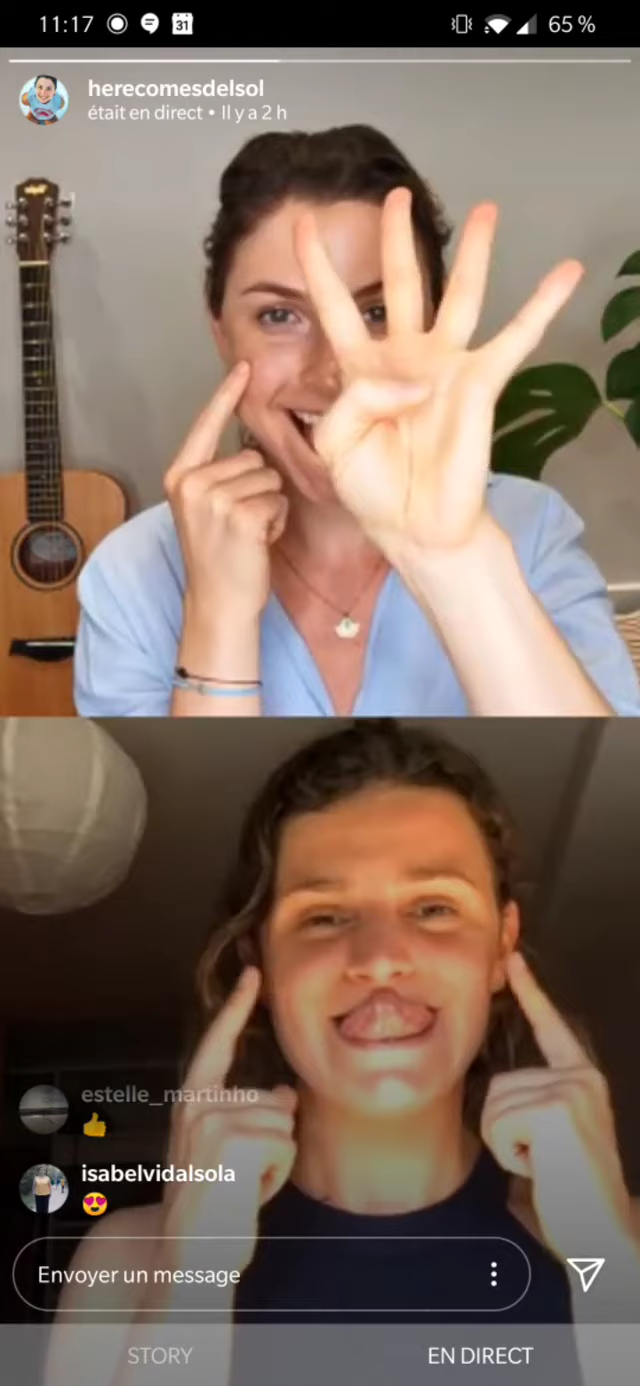 11:17
31
65 %
herecomesdelsol
était en direct • Il y a 2 h
estelle_martinho
👍
isabelvidalsola
😍
Envoyer un message
STORY
EN DIRECT